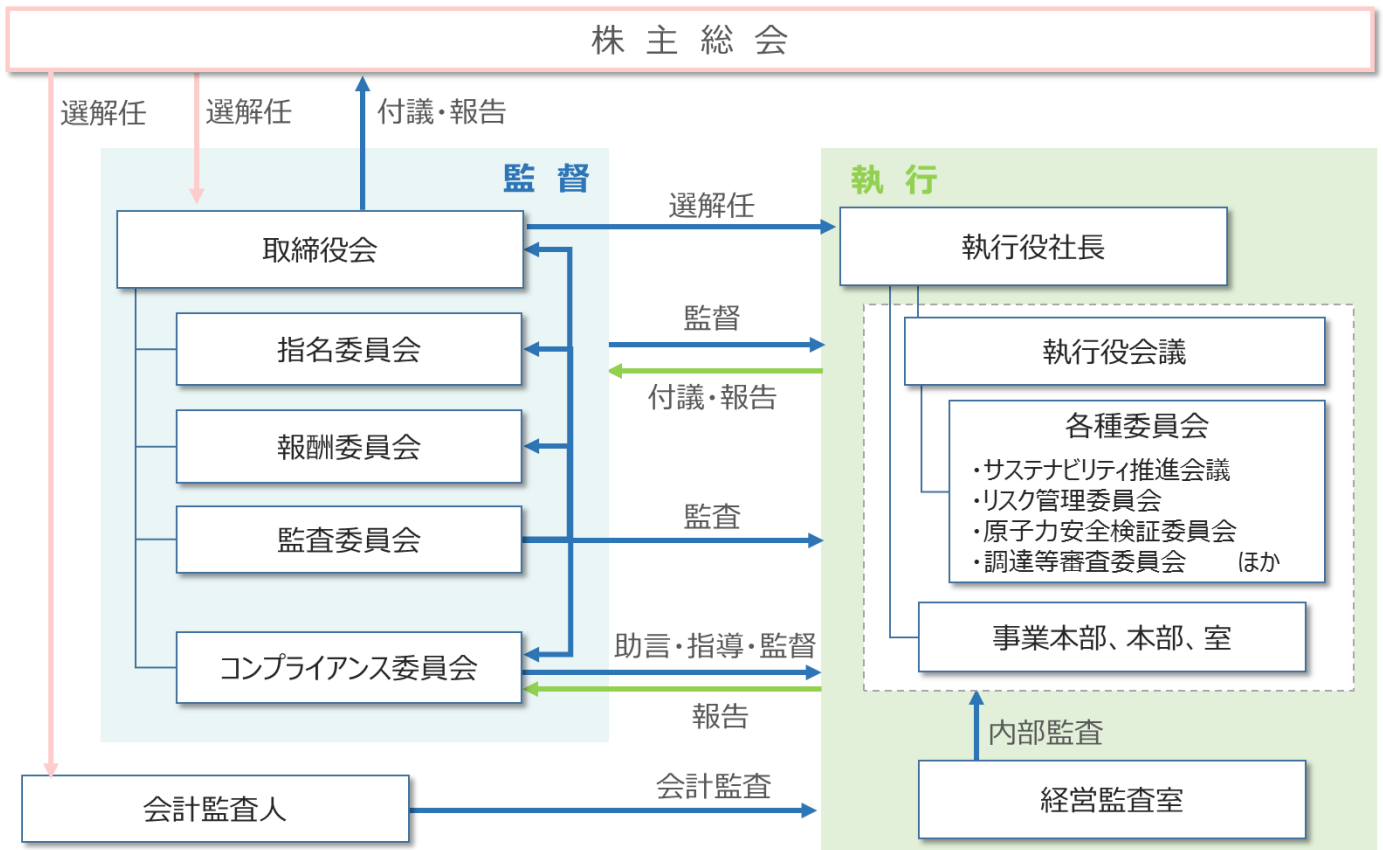 株主総会
選解任
選解任
付議・報告
監督
執行
選解任
取締役会
執行役社長
監督
指名委員会
執行役会議
付議・報告
報酬委員会
各種委員会
・サステナビリティ推進会議
・リスク管理委員会
・原子力安全検証委員会
・調達等審査委員会　ほか
監査
監査委員会
事業本部、本部、室
助言・指導・監督
コンプライアンス委員会
報告
内部監査
会計監査
会計監査人
経営監査室